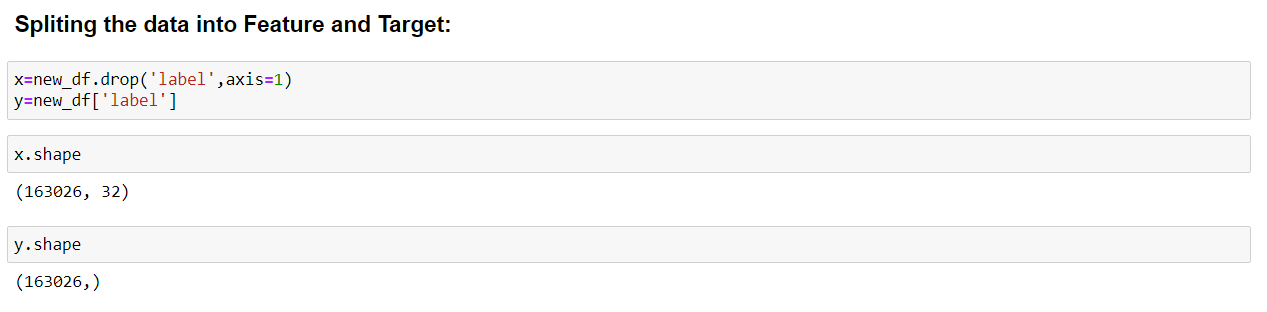 Spliting the data into Feature and Target:
x=new_df.drop('label',axis=1)
y=new_df['label']
x.shape
(163026, 32)
y.shape
(163026,)